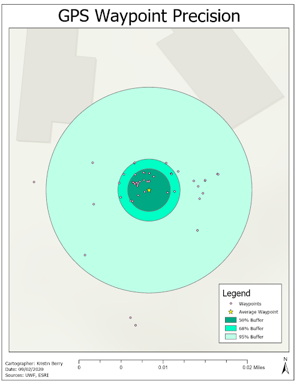 GPS Waypoint Precision
Legend
Waypoints
Average Waypoint
50% Buffer
68% Buffer
95% Buffer
Cartographer: Kristin Berry
Date: 09/02/2020
Sources: UWF, ESRI
0 0 0.01 0.02 Miles
N